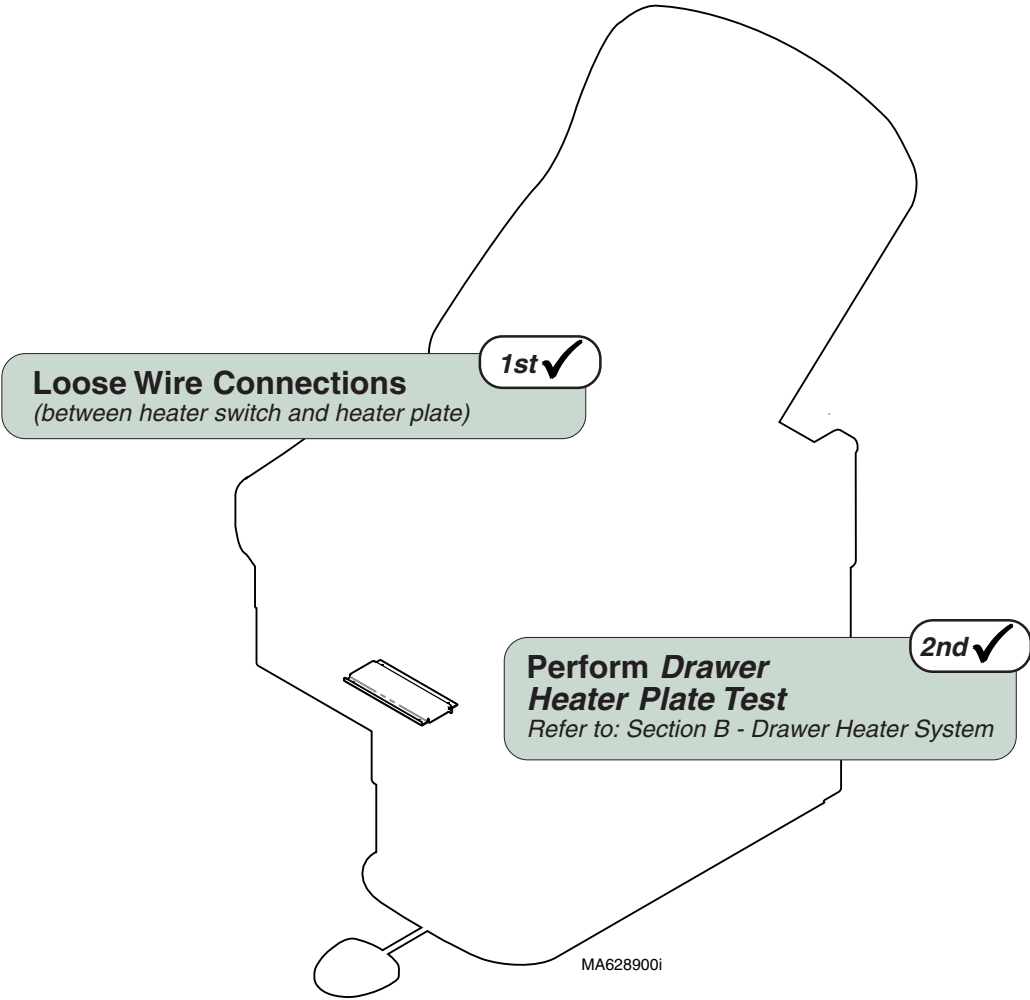 1st
Loose Wire Connections
(between heater switch and heater plate)
2nd
Perform Drawer
Heater Plate Test
Refer to: Section B - Drawer Heater System
MA628900i